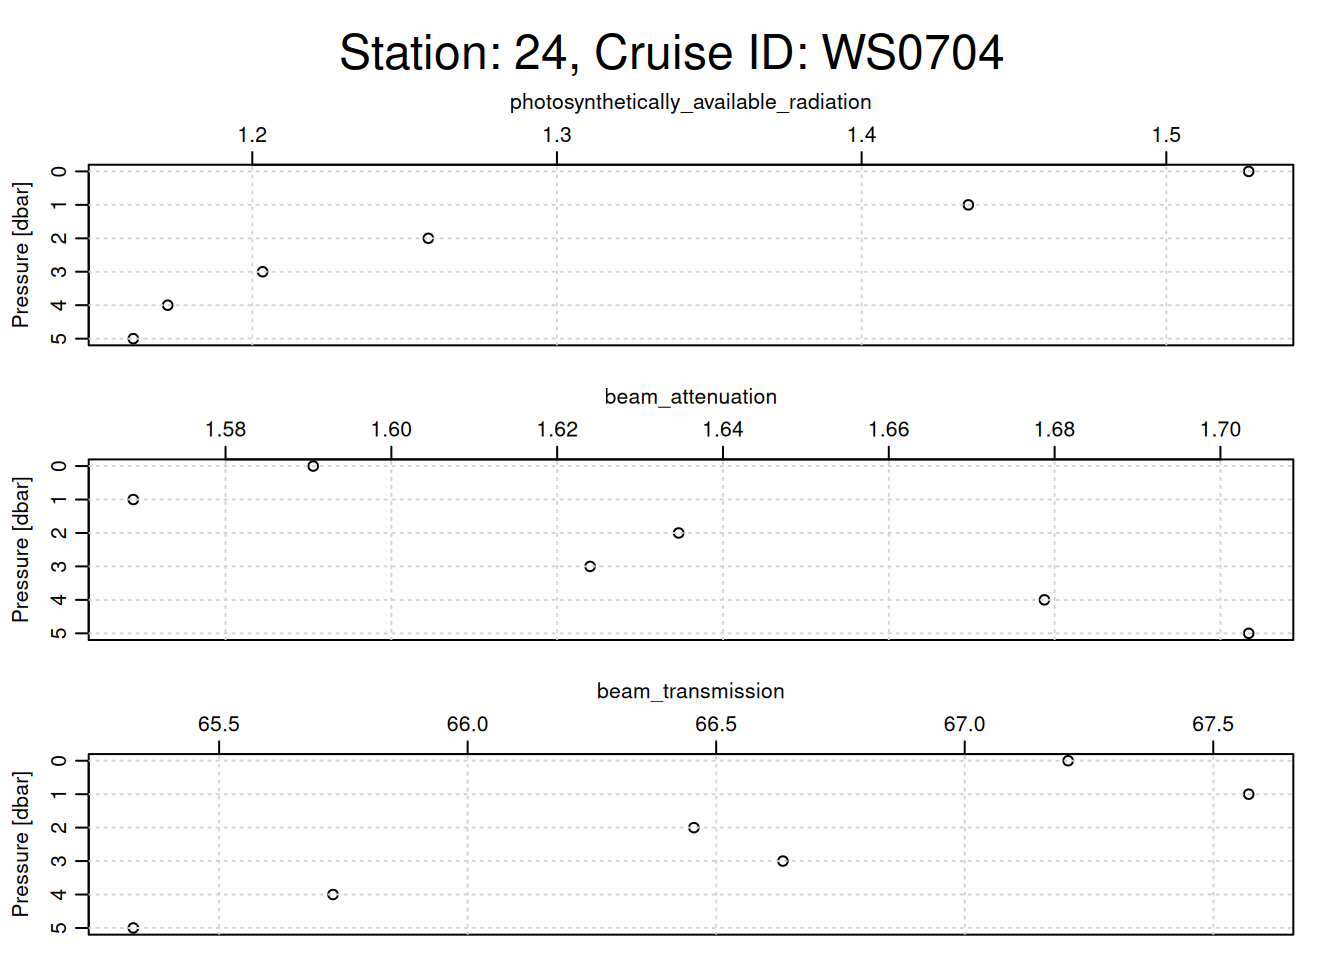 Station: 24, Cruise ID: WS0704
photosynthetically_available_radiation
1.2 1.3 1.4 1.5
Pressure [dbar]
0
1
2
3
4
5
beam_attenuation
1.58 1.60 1.62 1.64 1.66 1.68 1.70
Pressure [dbar]
0
1
2
3
4
5
beam_transmission
65.5 66.0 66.5 67.0 67.5
Pressure [dbar]
0
1
2
3
4
5